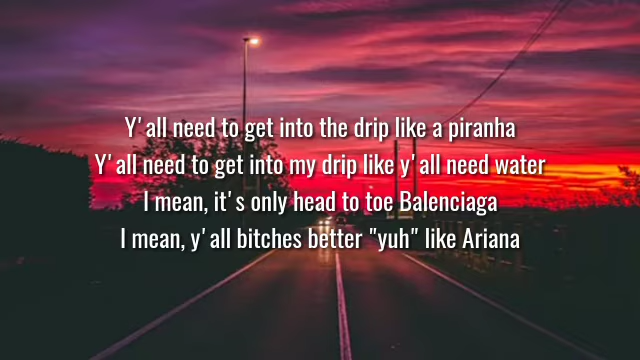 Y'all need to get into the drip like a piranha
Y'all need to get into my drip like y'all need water
I mean, it's only head to toe Balenciaga
I mean, y'all bitches better "yuh" like Ariana